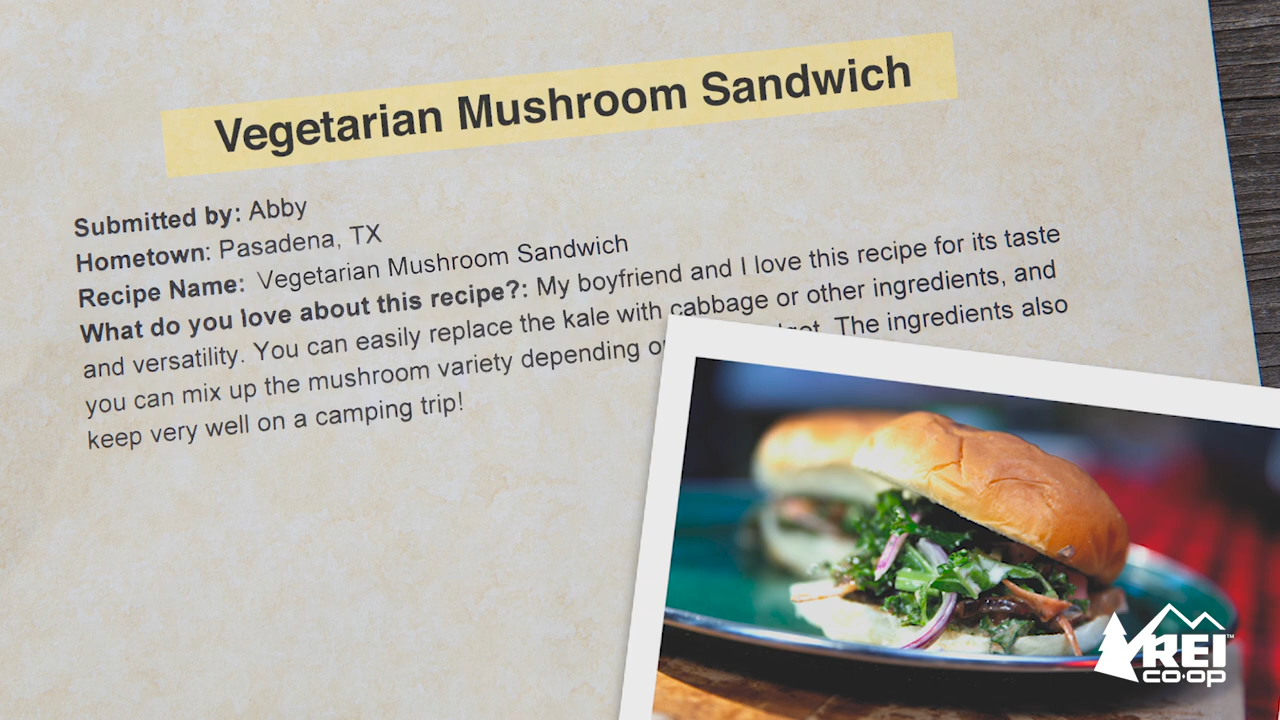 Vegetarian Mushroom Sandwich
Submitted by: Abby
Hometown: Pasadena, TX
Recipe Name: Vegetarian Mushroom Sandwich
What do you love about this recipe?: My boyfriend and I love this recipe for its taste
and versatility. You can easily replace the kale with cabbage or other ingredients, and
you can mix up the mushroom variety depending The ingredients also
keep very well on a camping trip!
REI
CO·OP